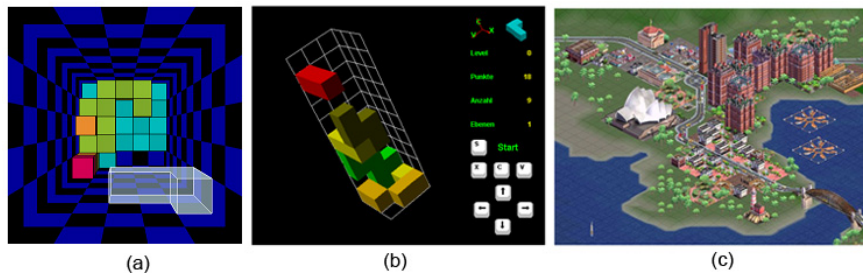 C
V X
Level 0
Punkte 18
Anzahl 9
Ebenen 1
S Start
X C V
(a) (b) (c)